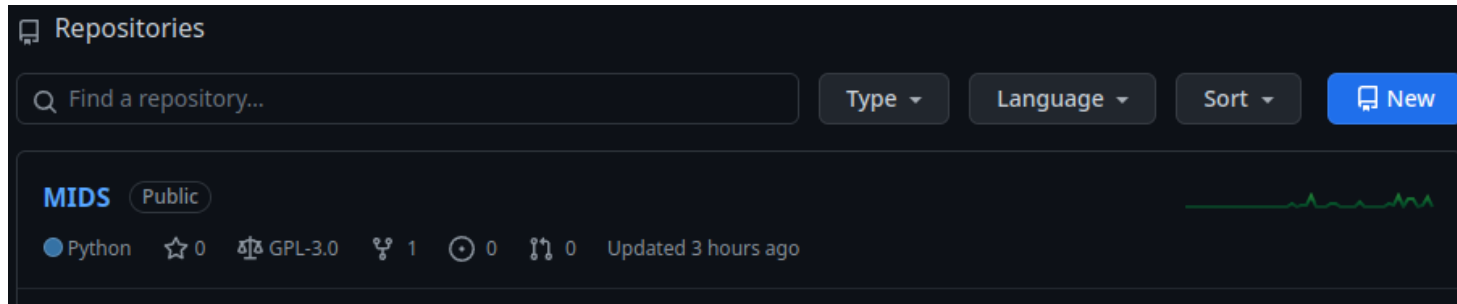 Repositories
Find a repository... Type Language Sort New
MIDS Public
Python 0 GPL-3.0 1 0 0 Updated 3 hours ago